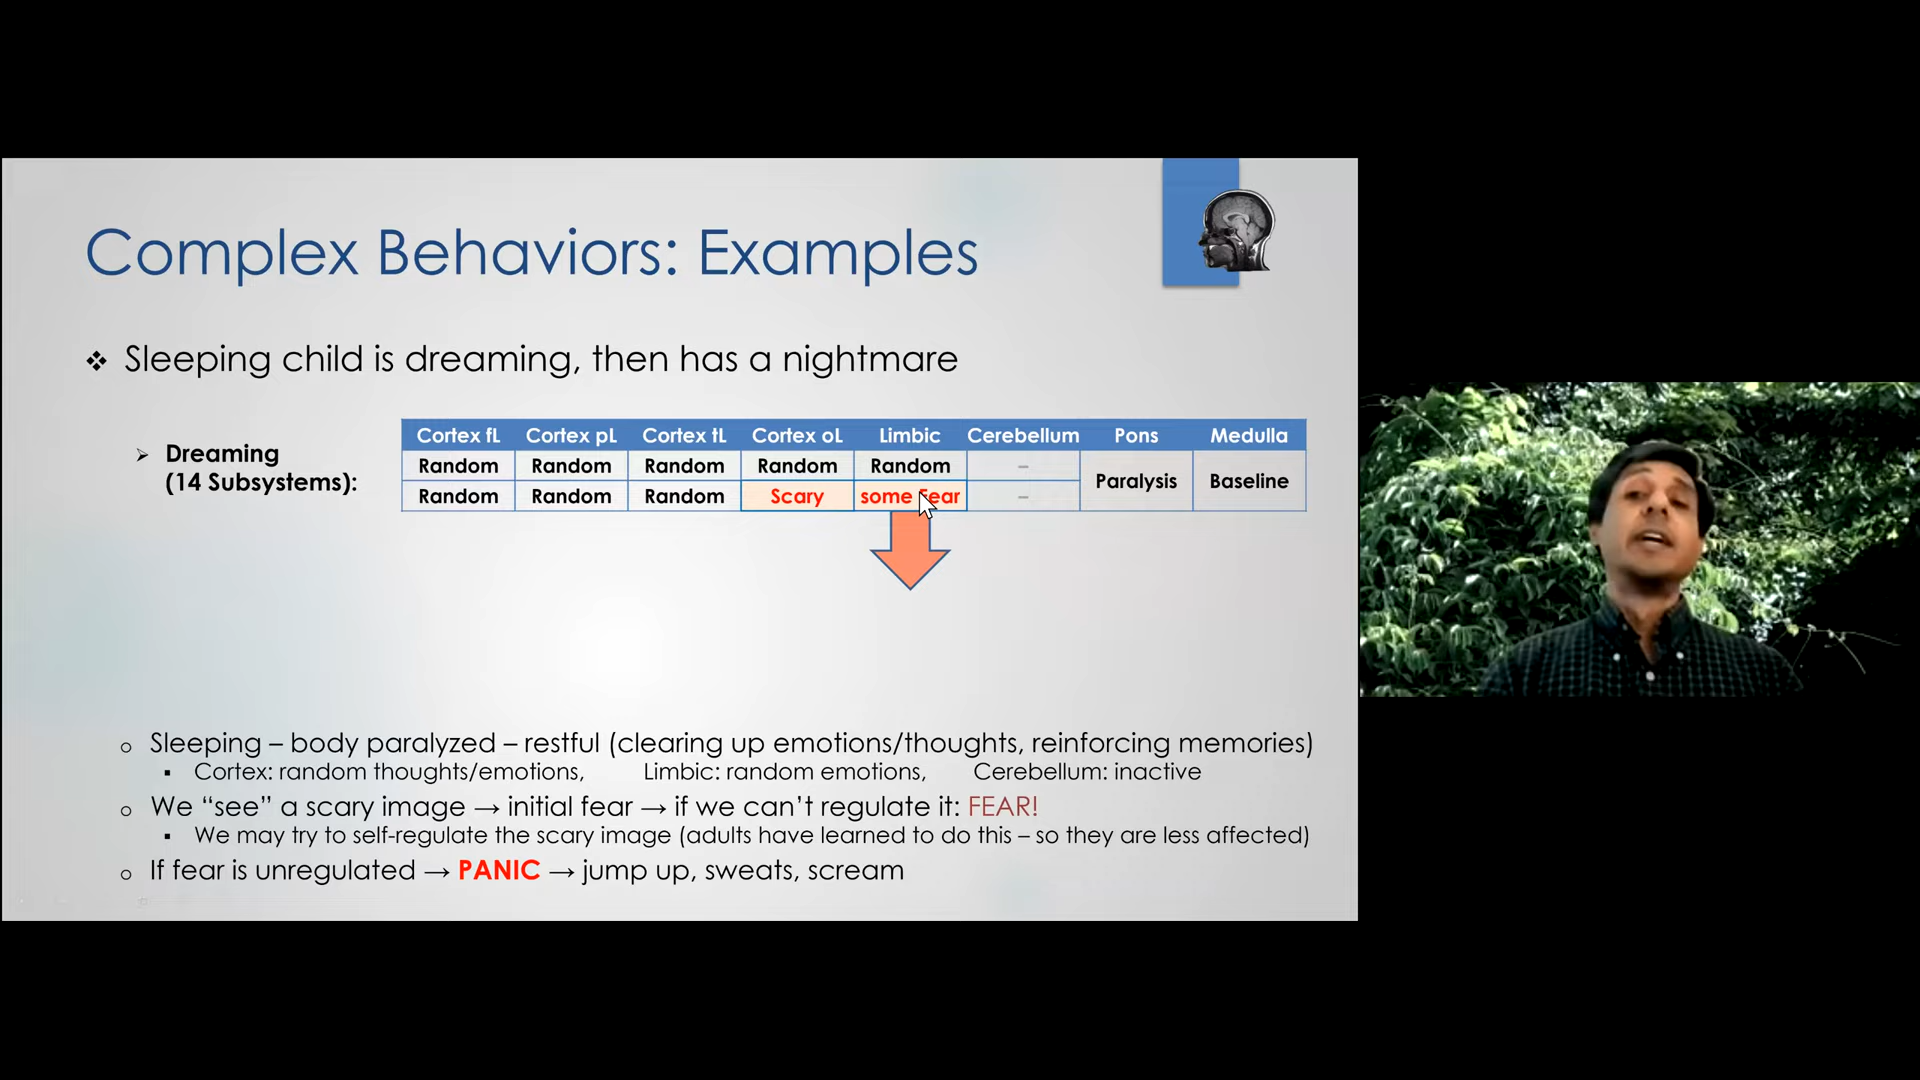 Complex Behaviors: Examples
❖ Sleeping child is dreaming, then has a nightmare
➢ Dreaming
(14 Subsystems):
Cortex fL Cortex pL Cortex tL Cortex oL Limbic Cerebellum Pons Medulla
Random Random Random Random Random –
Paralysis Baseline
Random Random Random Scary some Fear –
o Sleeping – body paralyzed – restful (clearing up emotions/thoughts, reinforcing memories)
▪ Cortex: random thoughts/emotions, Limbic: random emotions, Cerebellum: inactive
o We “see” a scary image → initial fear → if we can’t regulate it: FEAR!
▪ We may try to self-regulate the scary image (adults have learned to do this – so they are less affected)
o If fear is unregulated → PANIC → jump up, sweats, scream